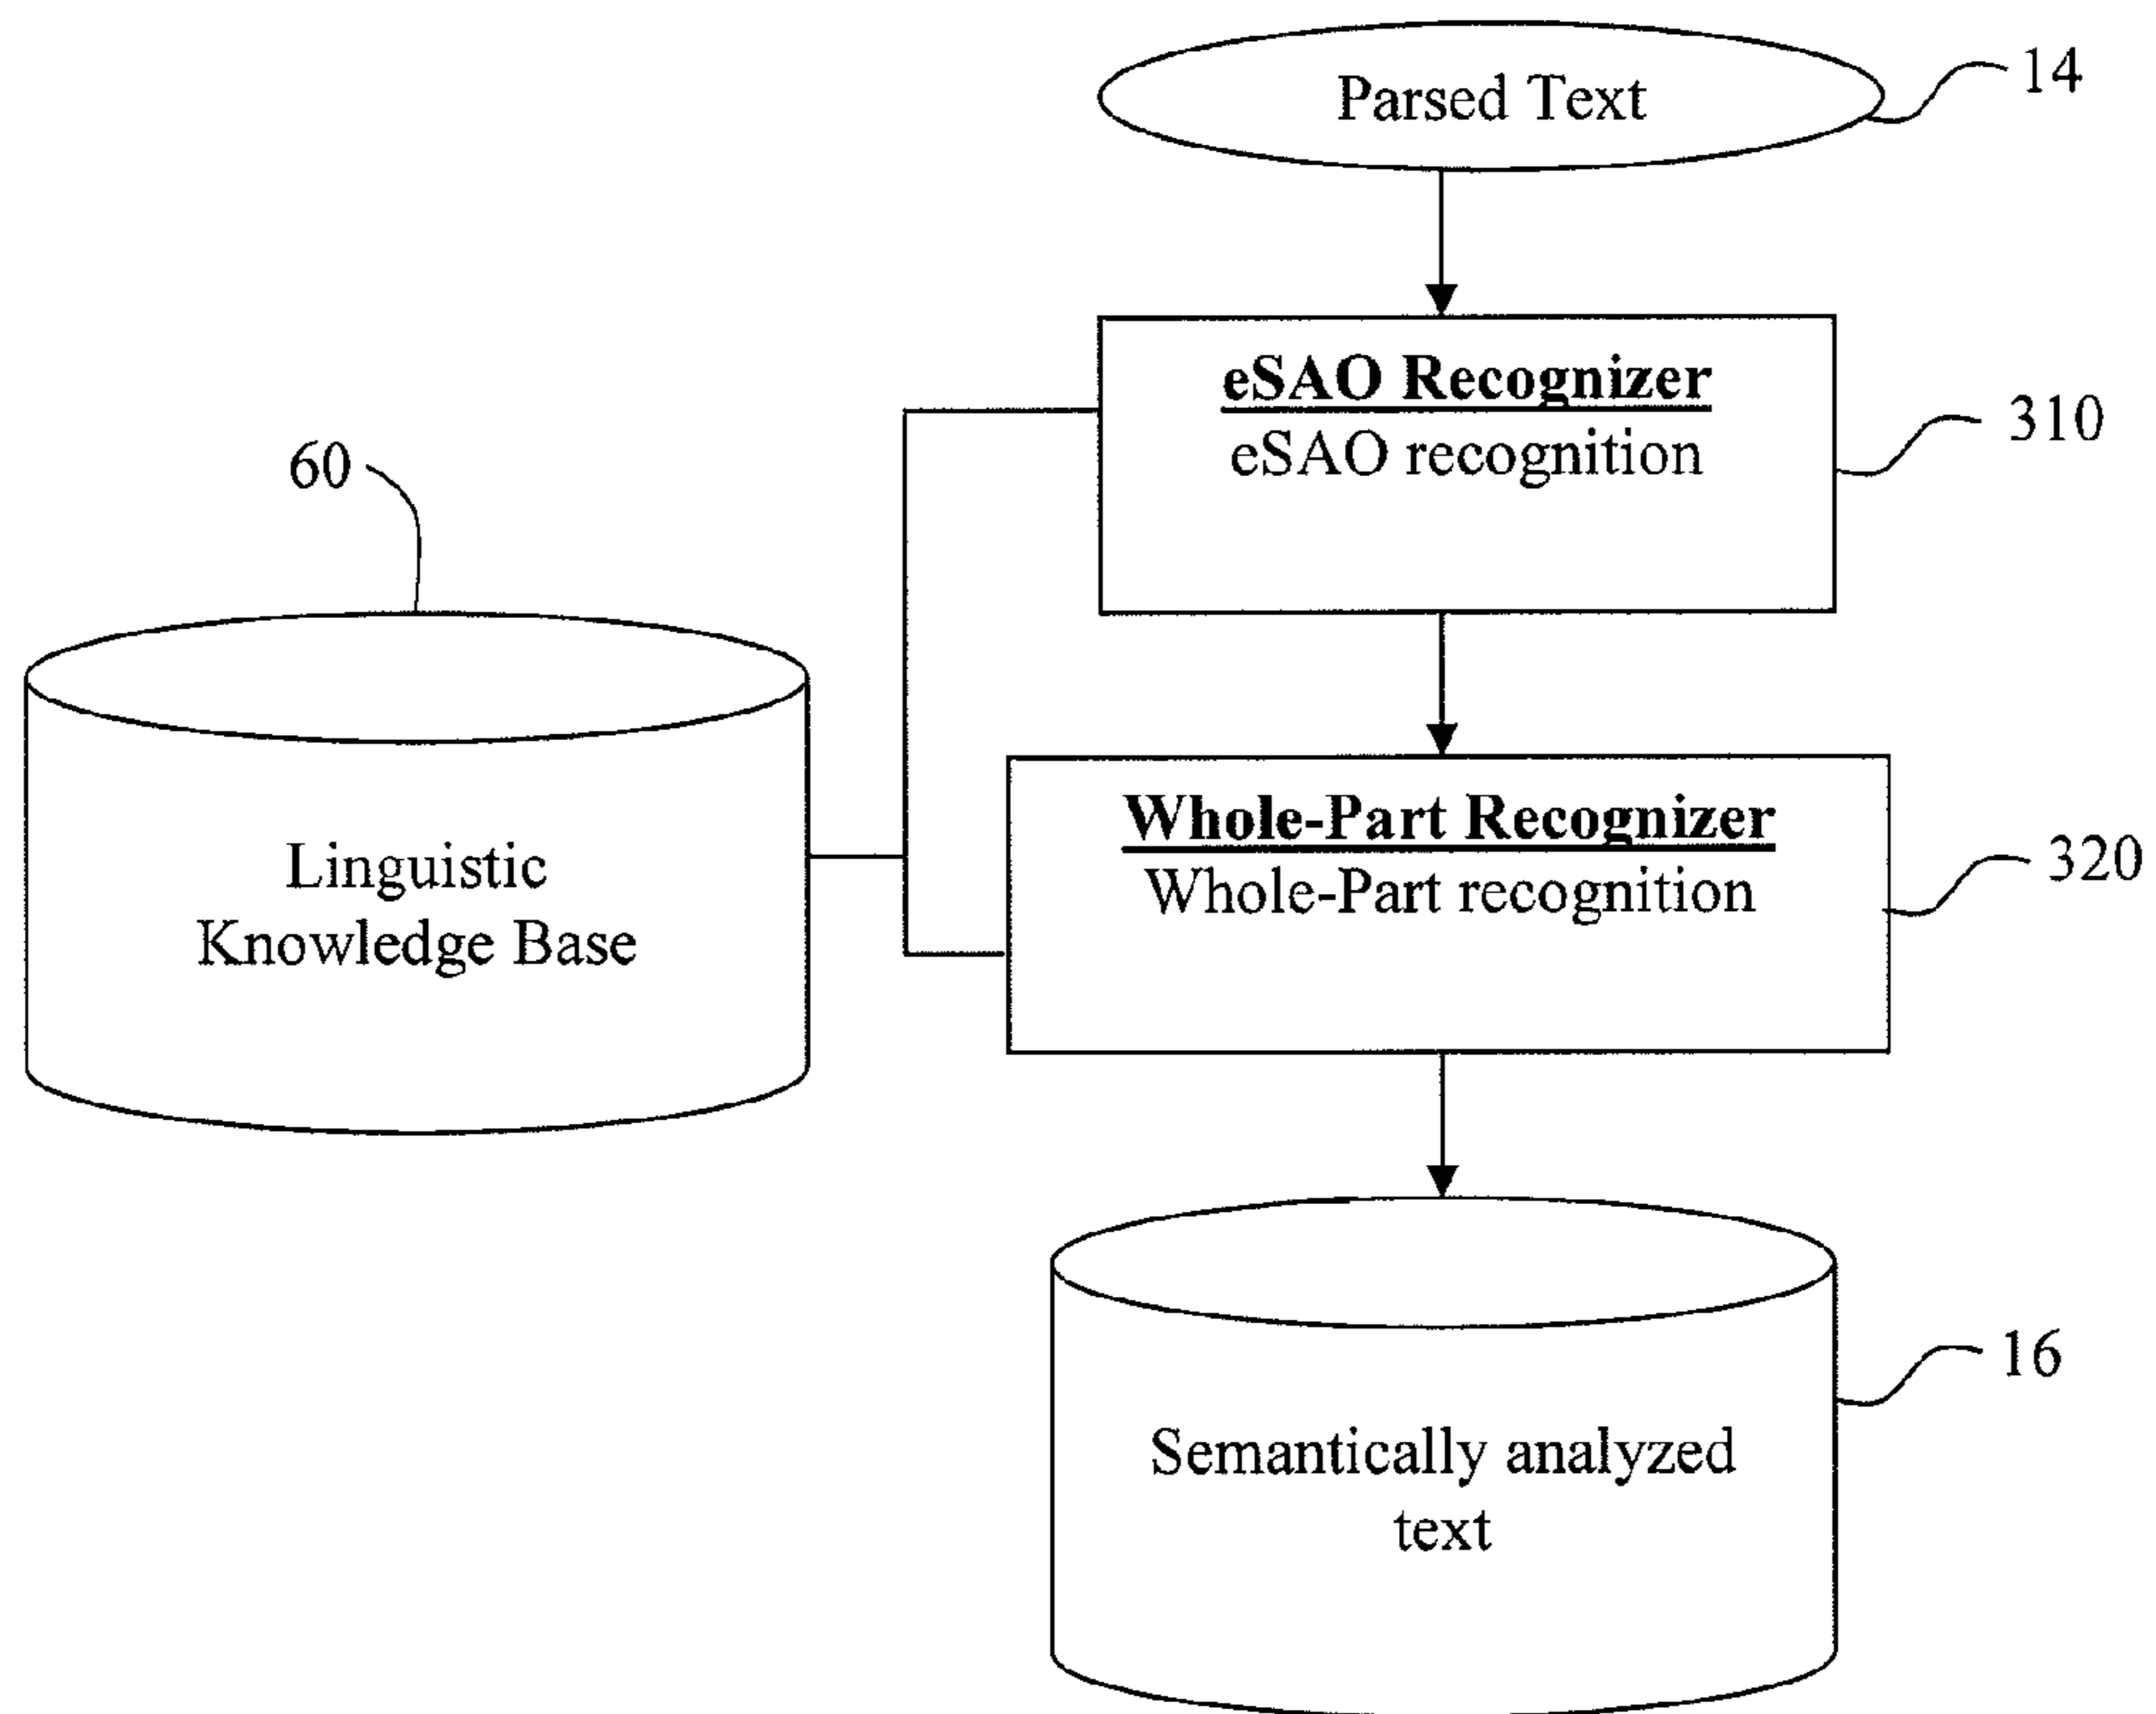 Parsed Text
14
eSAO Recognizer
eSAO recognition
310
60
Whole-Part Recognizer
Whole-Part recognition
320
Linguistic
Knowledge Base
16
Semantically analyzed
text